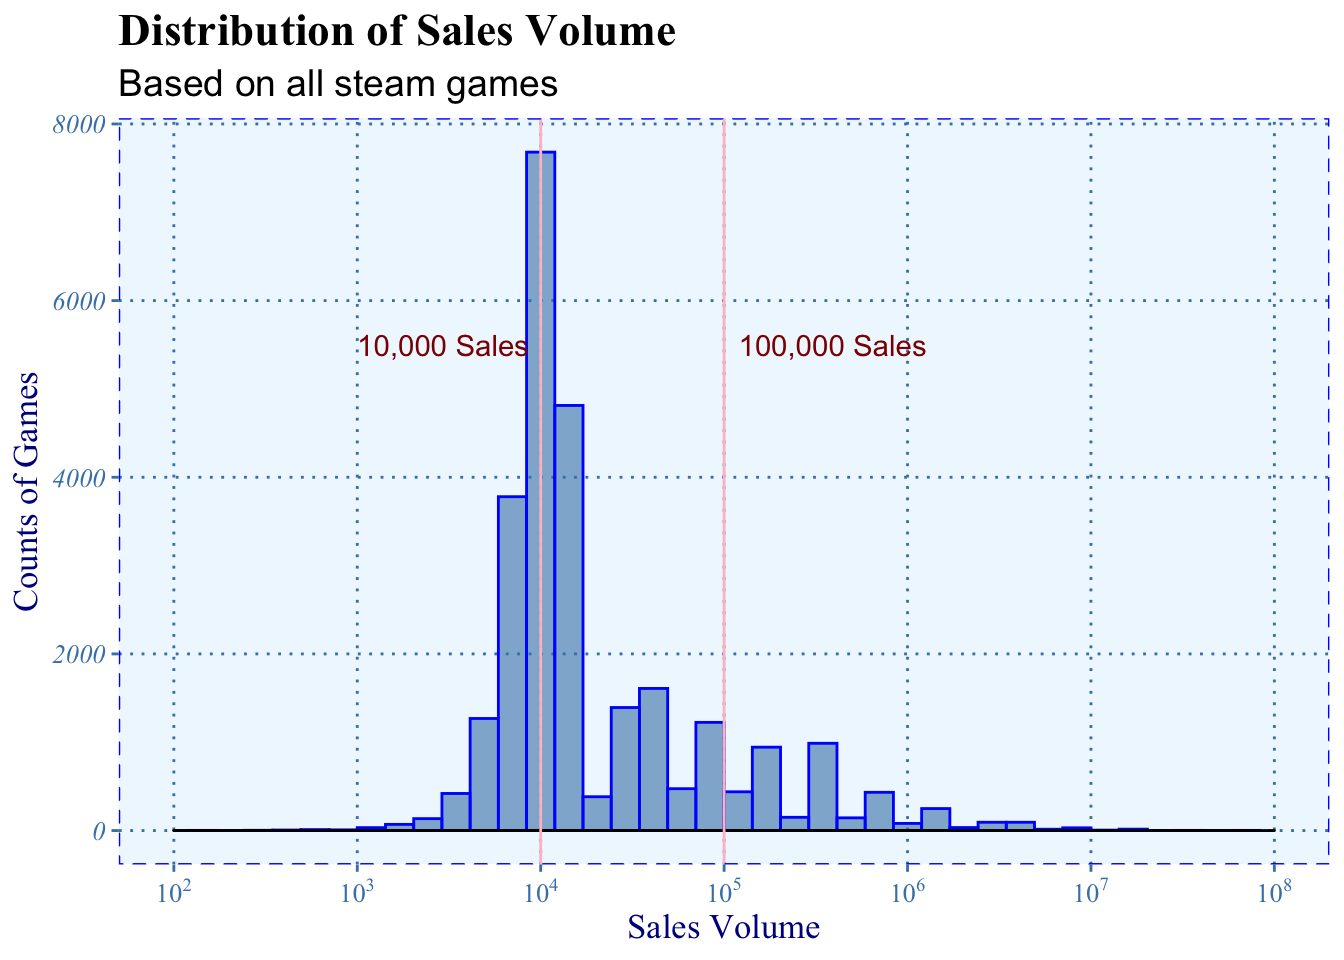 Distribution of Sales Volume
Based on all steam games
8000
6000
4000
2000
0
Counts of Games
10,000 Sales
100,000 Sales
10² 10³ 10⁴ 10⁵ 10⁶ 10⁷ 10⁸
Sales Volume